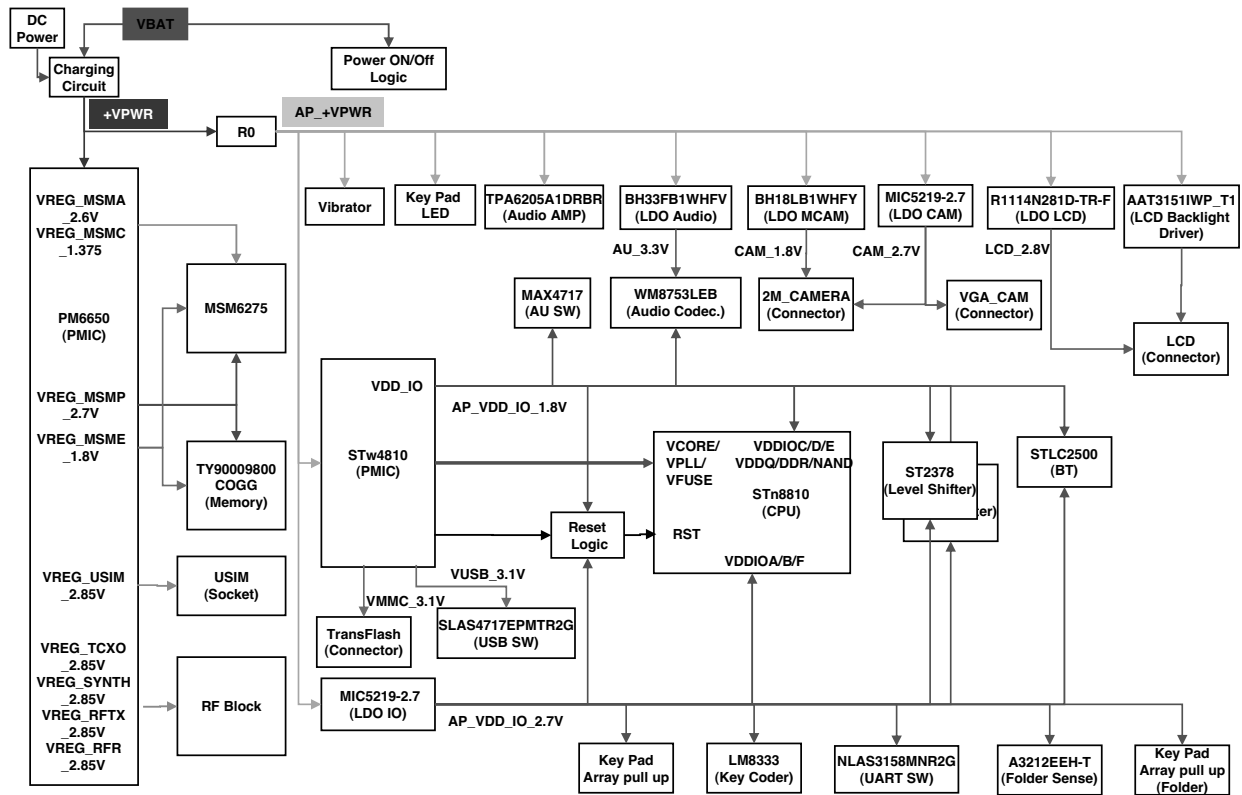 DC
Power
VBAT
Charging
Circuit
Power ON/Off
Logic
+VPWR
AP_+VPWR
R0
VREG_MSMA
_2.6V
VREG_MSMC
_1.375
PM6650
(PMIC)
VREG_MSMP
_2.7V
VREG_MSME
_1.8V
VREG_USIM
_2.85V
VREG_TCXO
_2.85V
VREG_SYNTH
_2.85V
VREG_RFTX
_2.85V
VREG_RFR
_2.85V
MSM6275
TY90009800
COGG
(Memory)
USIM
(Socket)
RF Block
Vibrator
Key Pad
LED
TPA6205A1DRBR
(Audio AMP)
BH33FB1WHFV
(LDO Audio)
BH18LB1WHFY
(LDO MCAM)
MIC5219-2.7
(LDO CAM)
R1114N281D-TR-F
(LDO LCD)
AAT3151IWP_T1
(LCD Backlight
Driver)
AU_3.3V
CAM_1.8V
CAM_2.7V
LCD_2.8V
MAX4717
(AU SW)
WM8753LEB
(Audio Codec.)
2M_CAMERA
(Connector)
VGA_CAM
(Connector)
LCD
(Connector)
VDD_IO
AP_VDD_IO_1.8V
STw4810
(PMIC)
VCORE/
VPLL/
VFUSE
VDDIOC/D/E
VDDQ/DDR/NAND
STn8810
(CPU)
RST
VDDIOA/B/F
Reset
Logic
ST2378
(Level Shifter)
ter)
STLC2500
(BT)
VUSB_3.1V
VMMC_3.1V
TransFlash
(Connector)
SLAS4717EPMTR2G
(USB SW)
MIC5219-2.7
(LDO IO)
AP_VDD_IO_2.7V
Key Pad
Array pull up
LM8333
(Key Coder)
NLAS3158MNR2G
(UART SW)
A3212EEH-T
(Folder Sense)
Key Pad
Array pull up
(Folder)